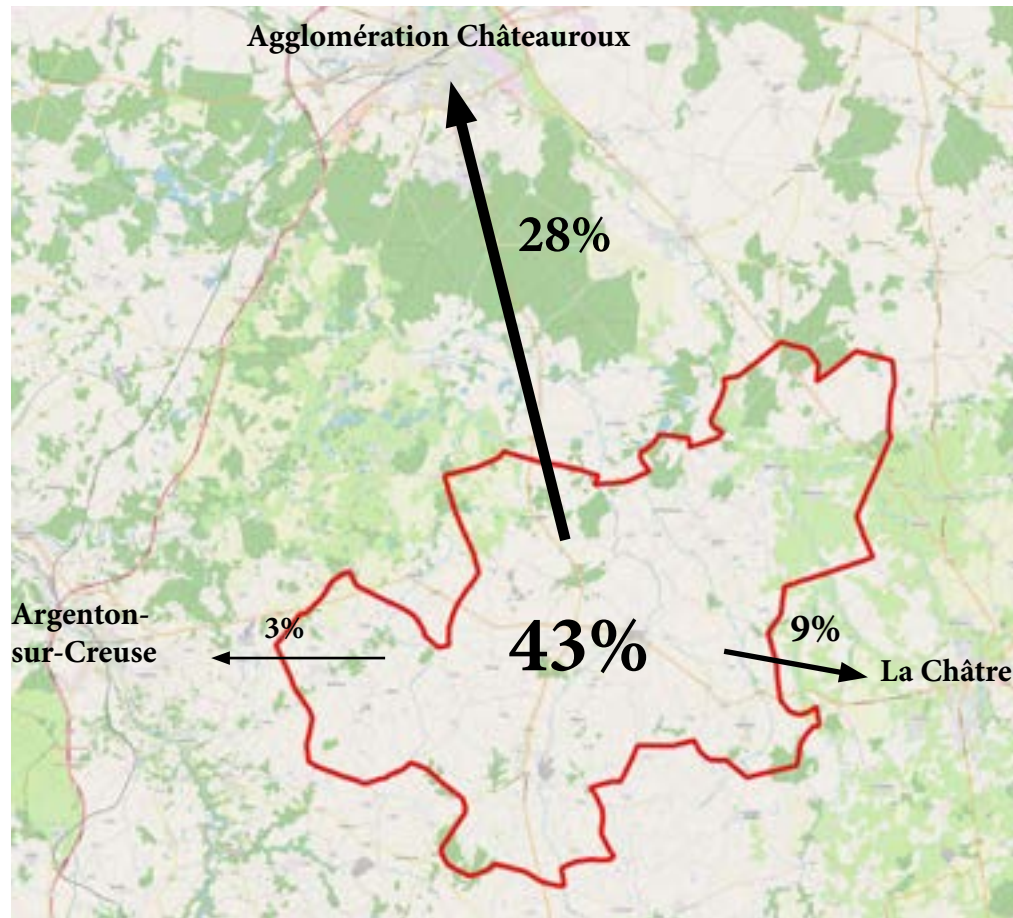 Agglomération Châteauroux
28%
Argenton-
sur-Creuse
3%
43%
9%
La Châtre